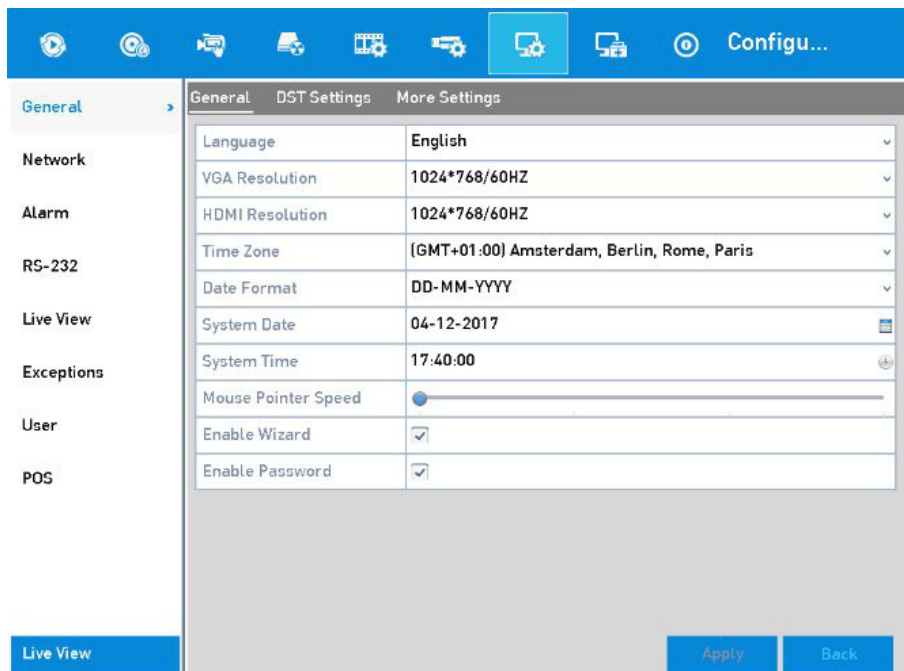 Configu...
General
Network
Alarm
RS-232
Live View
Exceptions
User
POS
Live View
General DST Settings More Settings
Language English
VGA Resolution 1024*768/60HZ
HDMI Resolution 1024*768/60HZ
Time Zone (GMT+01:00) Amsterdam, Berlin, Rome, Paris
Date Format DD-MM-YYYY
System Date 04-12-2017
System Time 17:40:00
Mouse Pointer Speed
Enable Wizard
Enable Password
Apply Back